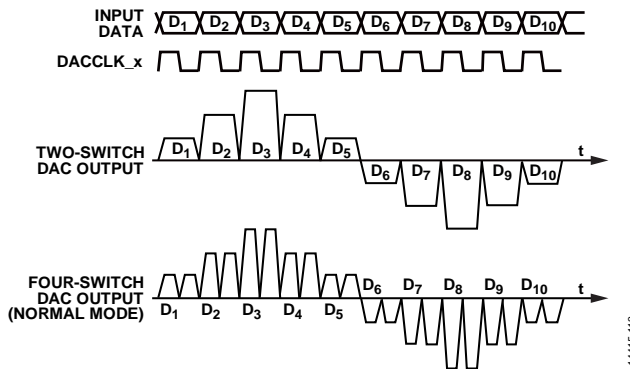 INPUT
DATA
D1 D2 D3 D4 D5 D6 D7 D8 D9 D10
DACCLK_x
TWO-SWITCH
DAC OUTPUT
D1 D2 D3 D4 D5 D6 D7 D8 D9 D10 t
FOUR-SWITCH
DAC OUTPUT
(NORMAL MODE)
D1 D2 D3 D4 D5 D6 D7 D8 D9 D10 t